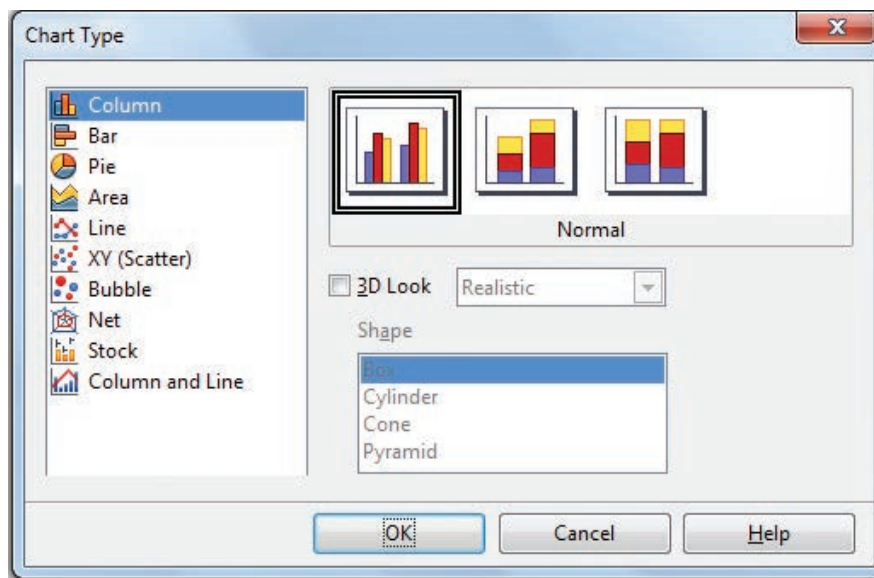 Chart Type
Column
Bar
Pie
Area
Line
XY (Scatter)
Bubble
Net
Stock
Column and Line
Normal
3D Look
Realistic
Shape
Box
Cylinder
Cone
Pyramid
OK
Cancel
Help